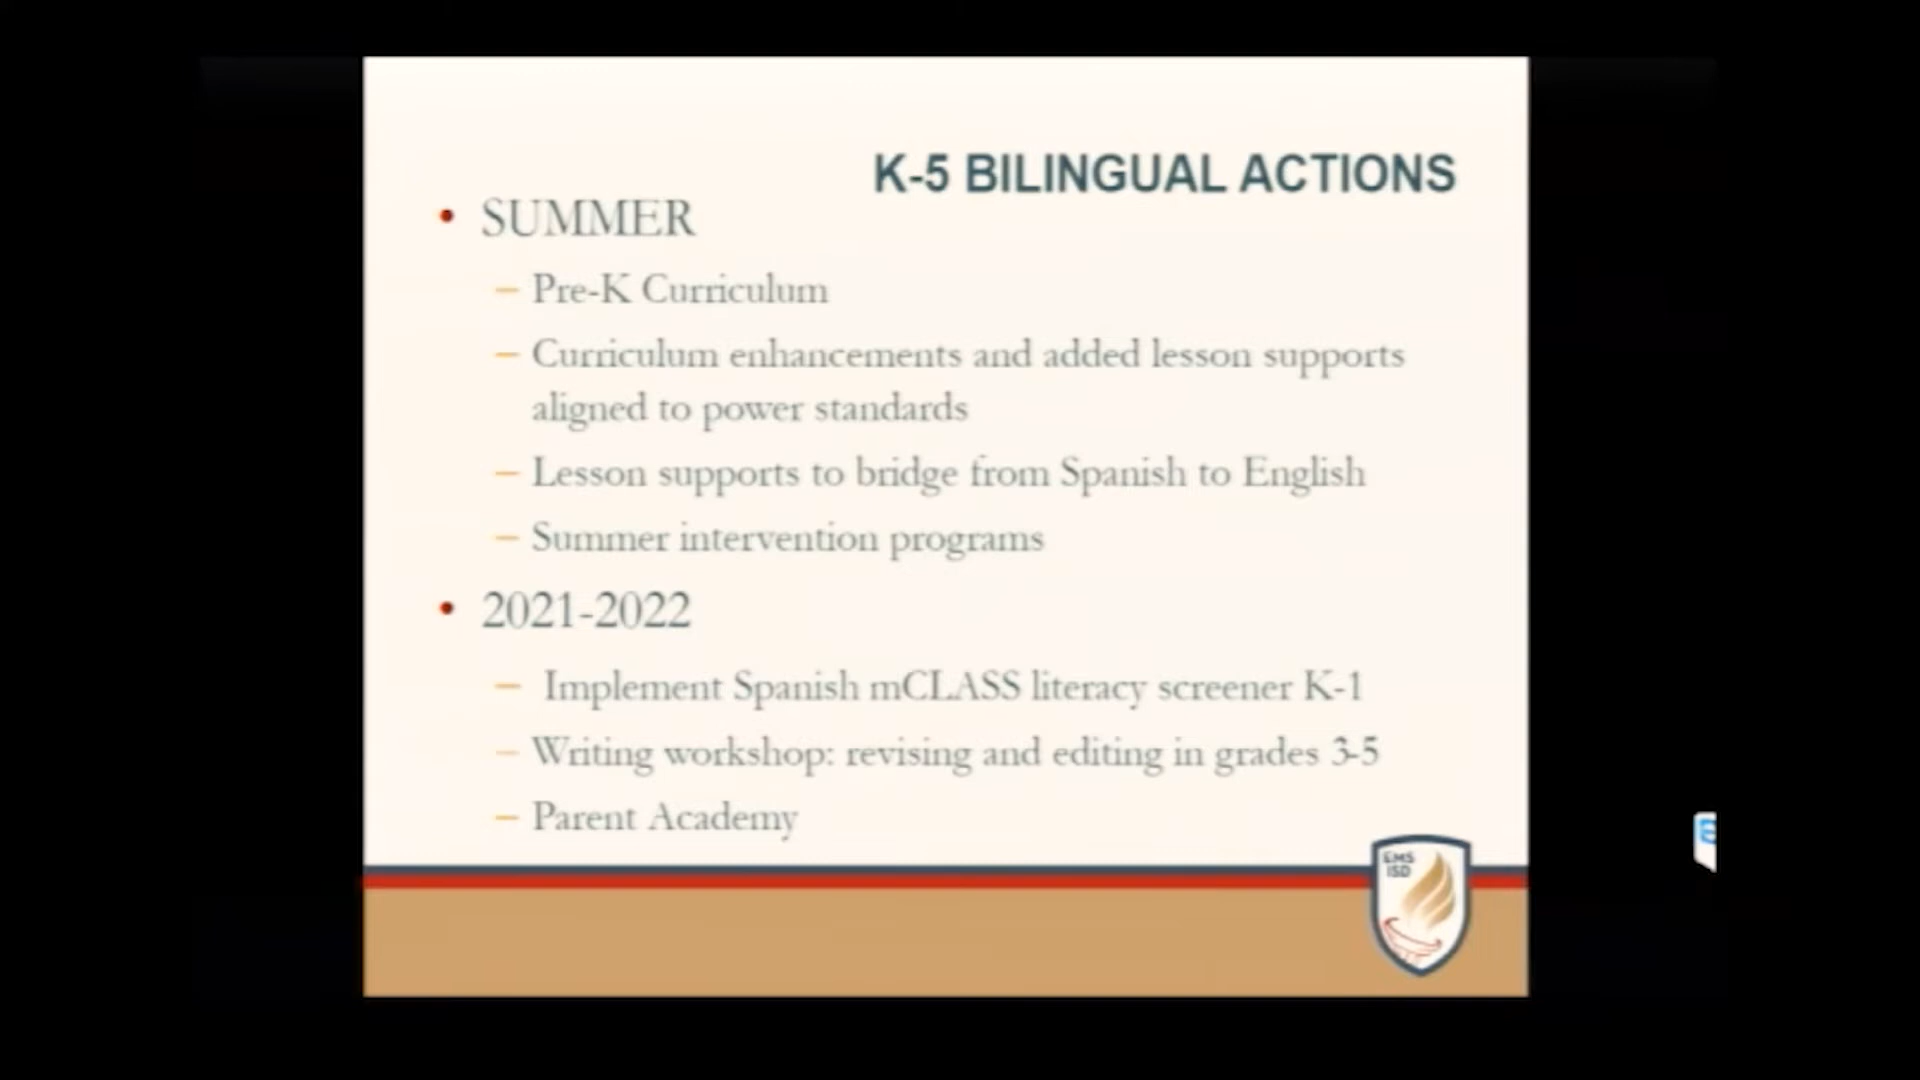 K-5 BILINGUAL ACTIONS
• SUMMER
– Pre-K Curriculum
– Curriculum enhancements and added lesson supports
aligned to power standards
– Lesson supports to bridge from Spanish to English
– Summer intervention programs
• 2021-2022
– Implement Spanish mCLASS literacy screener K-1
– Writing workshop: revising and editing in grades 3-5
– Parent Academy
EMS
ISD